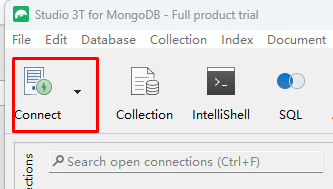 Studio 3T for MongoDB - Full product trial
File Edit Database Collection Index Document
Connect Collection IntelliShell SQL
Search open connections (Ctrl+F)